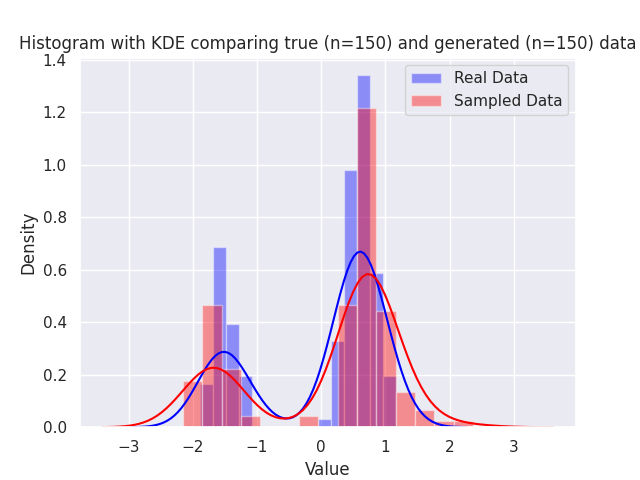 Histogram with KDE comparing true (n=150) and generated (n=150) data
Real Data
Sampled Data
Density
1.4
1.2
1.0
0.8
0.6
0.4
0.2
0.0
−3 −2 −1 0 1 2 3
Value